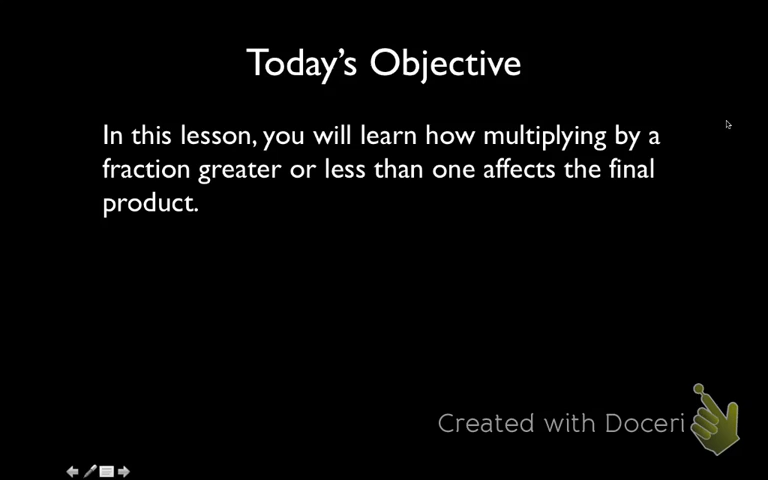 Today's Objective
In this lesson, you will learn how multiplying by a
fraction greater or less than one affects the final
product.
Created with Doceri